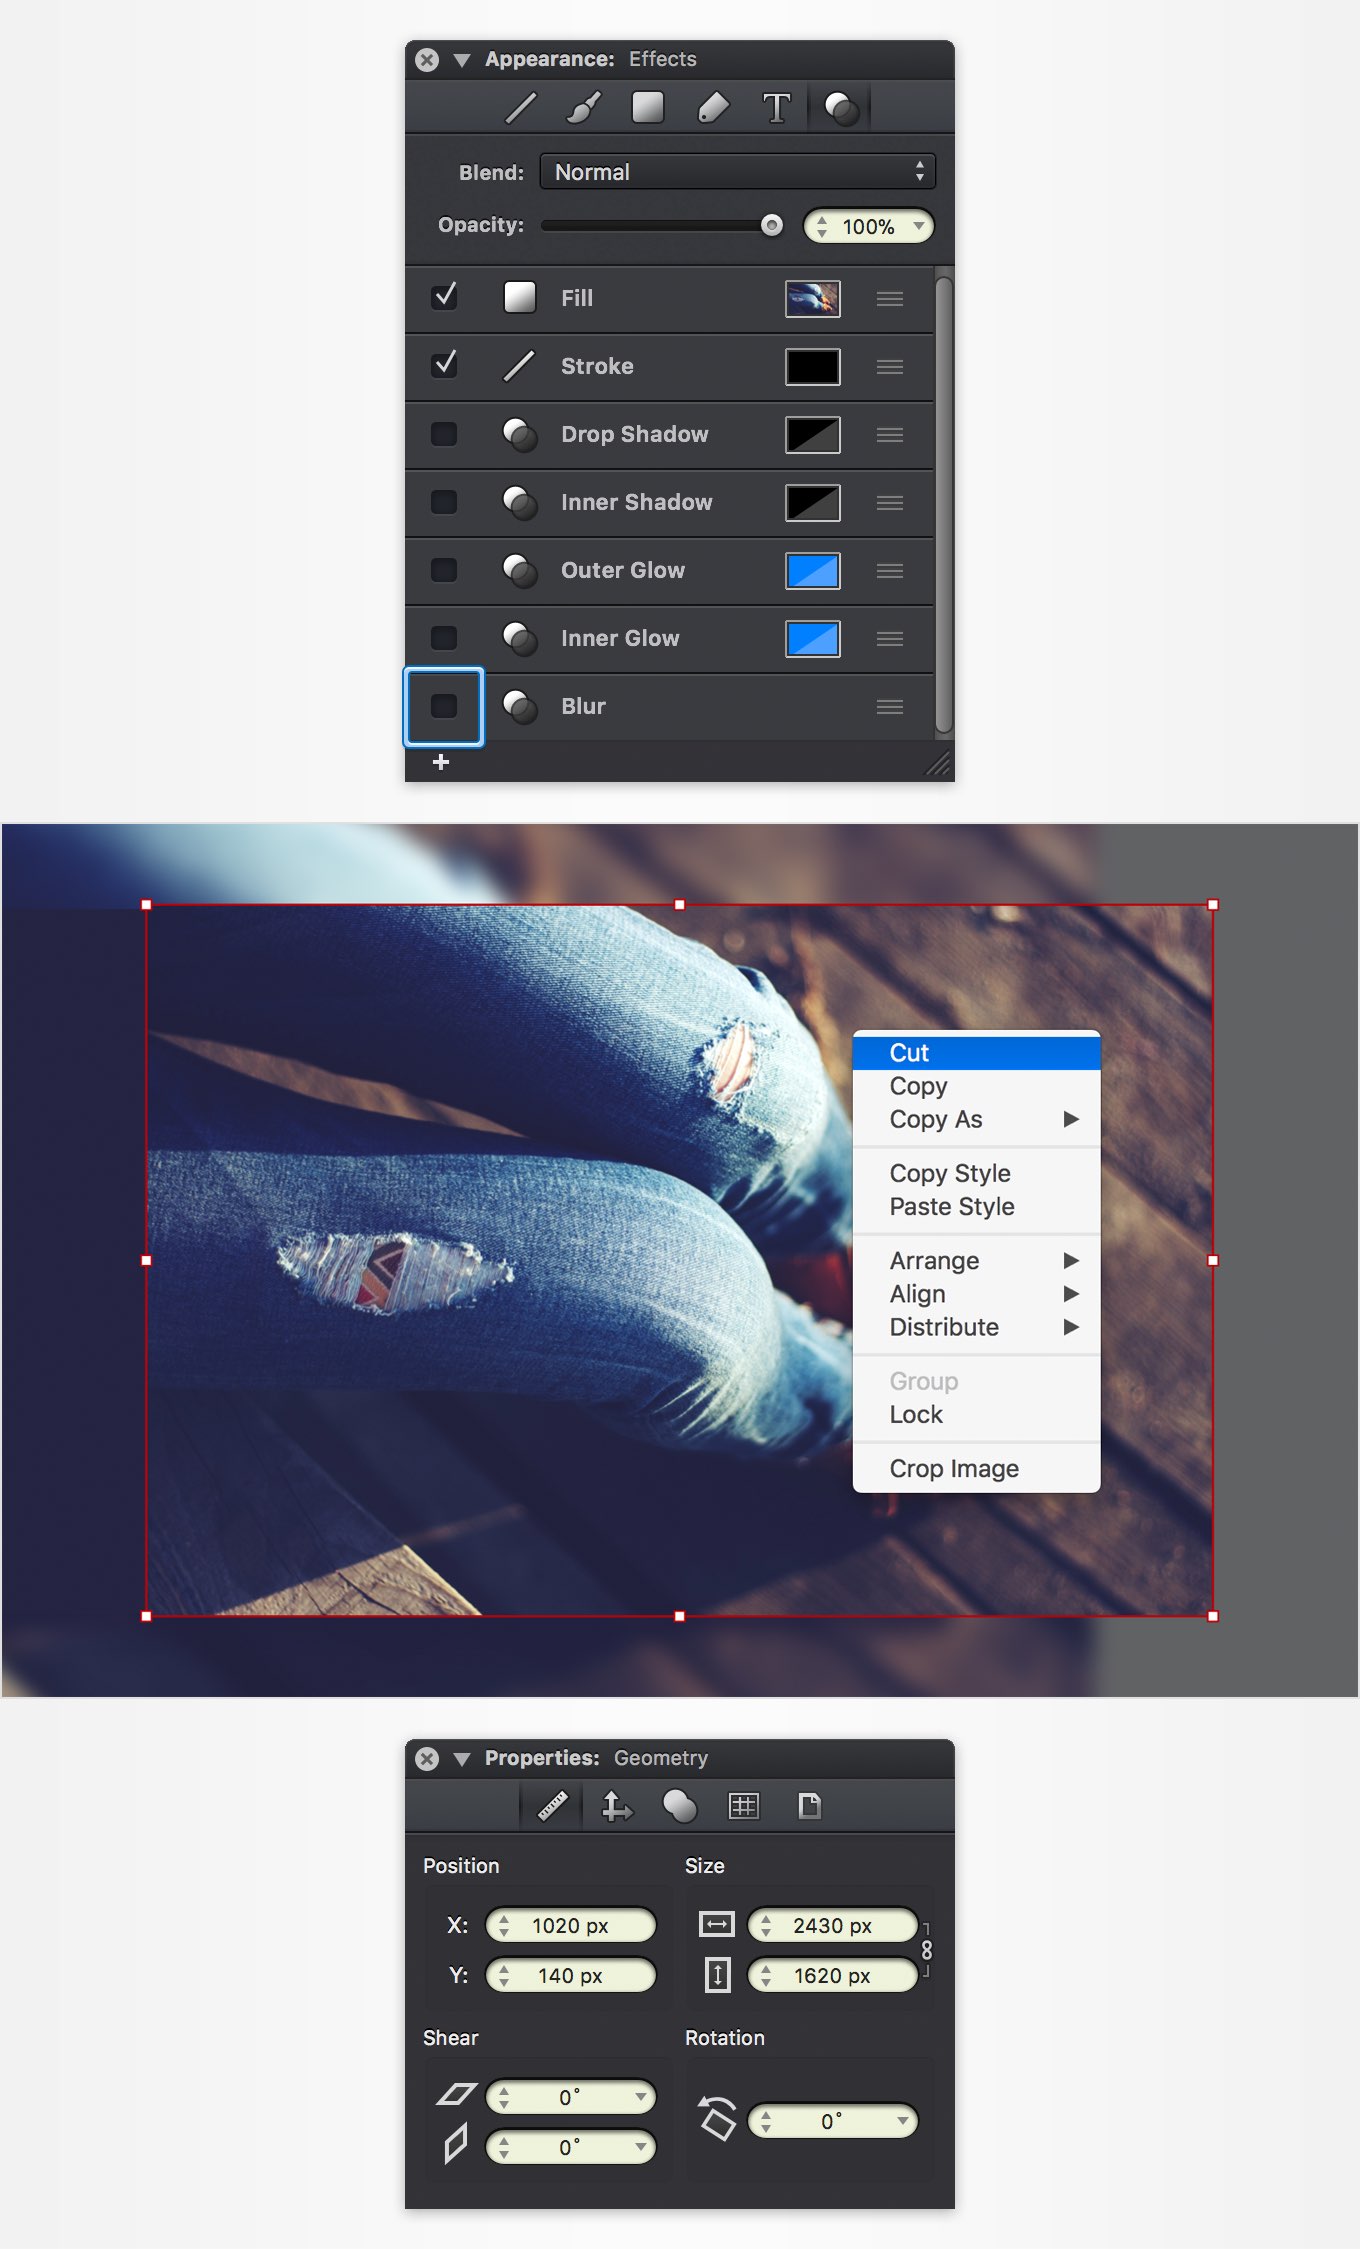 Appearance: Effects
T
Blend: Normal
Opacity: 100%
Fill
Stroke
Drop Shadow
Inner Shadow
Outer Glow
Inner Glow
Blur
+
Cut
Copy
Copy As
Copy Style
Paste Style
Arrange
Align
Distribute
Group
Lock
Crop Image
Properties: Geometry
Position Size
X: 1020 px 2430 px
Y: 140 px 1620 px
Shear Rotation
0°
0°
0°